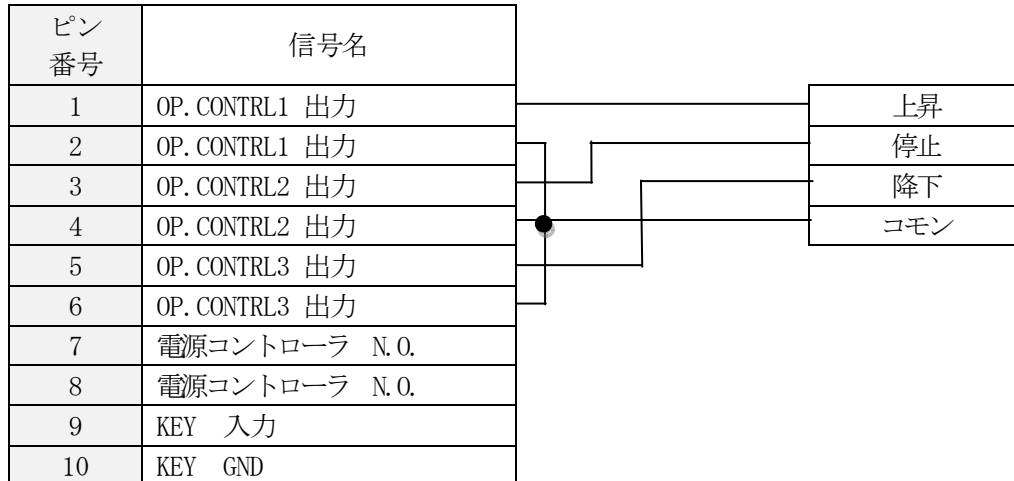 ピン
番号
信号名
1 OP.CONTRL1 出力
上昇
2 OP.CONTRL1 出力
停止
3 OP.CONTRL2 出力
降下
4 OP.CONTRL2 出力
コモン
5 OP.CONTRL3 出力
6 OP.CONTRL3 出力
7 電源コントローラ N.O.
8 電源コントローラ N.O.
9 KEY 入力
10 KEY GND